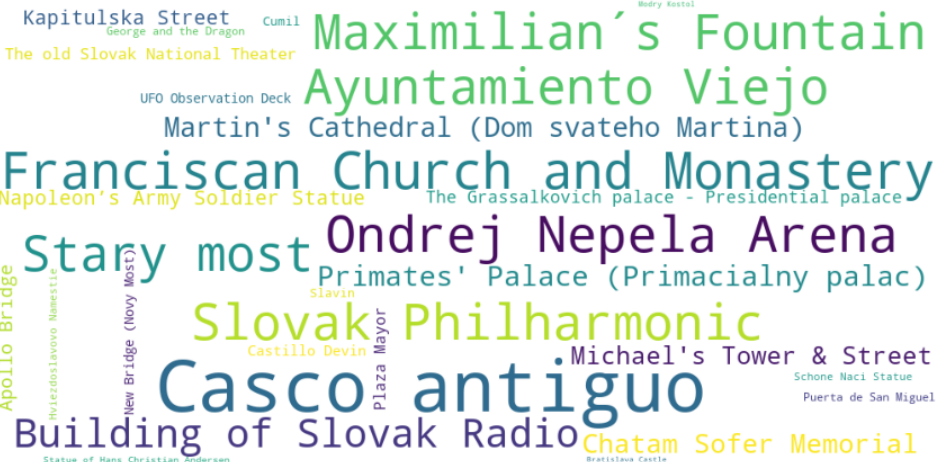 Modry Kostol
Kapitulska Street
Cumil
George and the Dragon
Maximilian´s Fountain
The old Slovak National Theater
UFO Observation Deck
Ayuntamiento Viejo
Martin's Cathedral (Dom svateho Martina)
Franciscan Church and Monastery
Napoleon’s Army Soldier Statue
The Grassalkovich palace - Presidential palace
Ondrej Nepela Arena
Stary most
Primates' Palace (Primacialny palac)
Apollo Bridge
Hviezdoslavovo Namestie
New Bridge (Novy Most)
Slavin
Slovak Philharmonic
Plaza Mayor
Castillo Devin
Michael's Tower & Street
Casco antiguo
Schone Naci Statue
Puerta de San Miguel
Building of Slovak Radio
Chatam Sofer Memorial
Statue of Hans Christian Andersen
Bratislava Castle